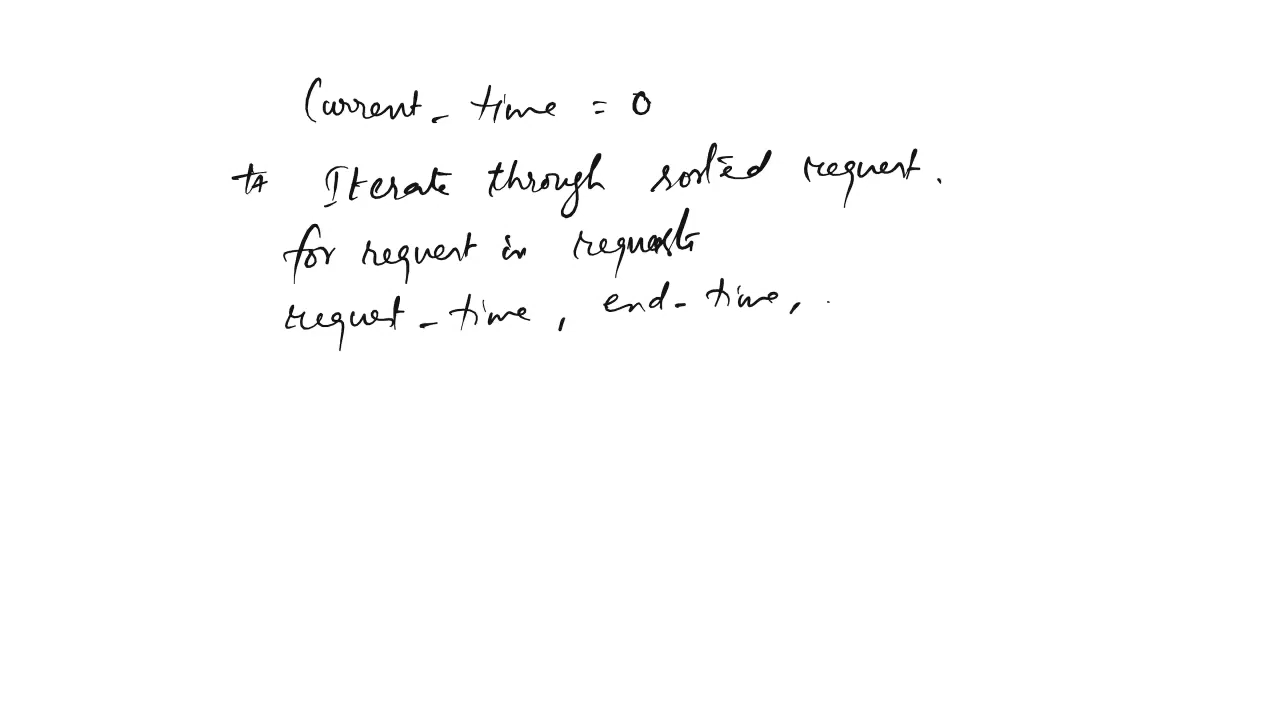 Current_time = 0
Iterate through sorted request.
for request in requests
request_time, end_time,